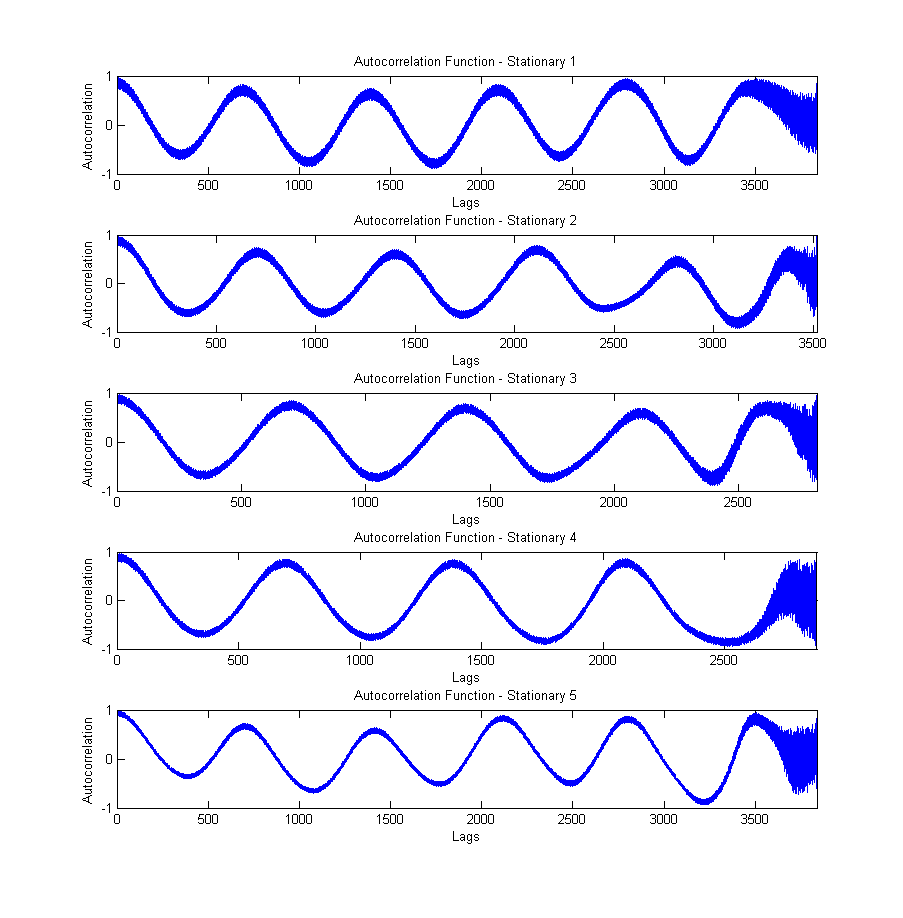 Autocorrelation Function - Stationary 1
Autocorrelation
1
0
-1
0 500 1000 1500 2000 2500 3000 3500
Lags
Autocorrelation Function - Stationary 2
Autocorrelation
1
0
-1
0 500 1000 1500 2000 2500 3000 3500
Lags
Autocorrelation Function - Stationary 3
Autocorrelation
1
0
-1
0 500 1000 1500 2000 2500
Lags
Autocorrelation Function - Stationary 4
Autocorrelation
1
0
-1
0 500 1000 1500 2000 2500
Lags
Autocorrelation Function - Stationary 5
Autocorrelation
1
0
-1
0 500 1000 1500 2000 2500 3000 3500
Lags